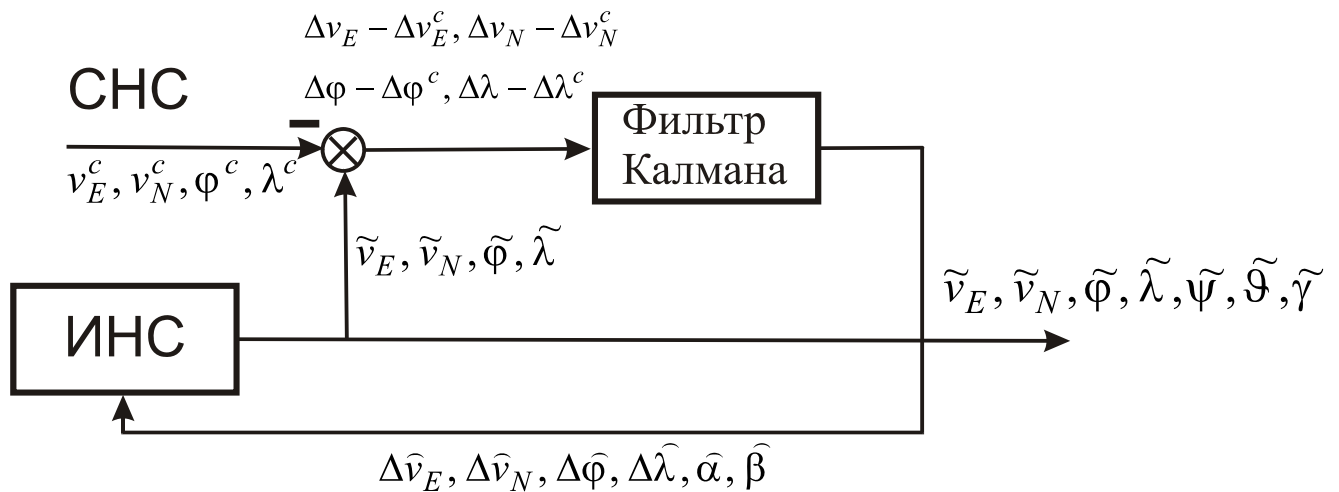 Δv_E − Δv_E^c, Δv_N − Δv_N^c
Δφ − Δφ^c, Δλ − Δλ^c
СНС
−
v_E^c, v_N^c, φ^c, λ^c
Фильтр
Калмана
ṽ_E, ṽ_N, φ̃, λ̃
ṽ_E, ṽ_N, φ̃, λ̃, ψ̃, ϑ̃, γ̃
ИНС
Δv̑_E, Δv̑_N, Δφ̑, Δλ̑, α̑, β̑